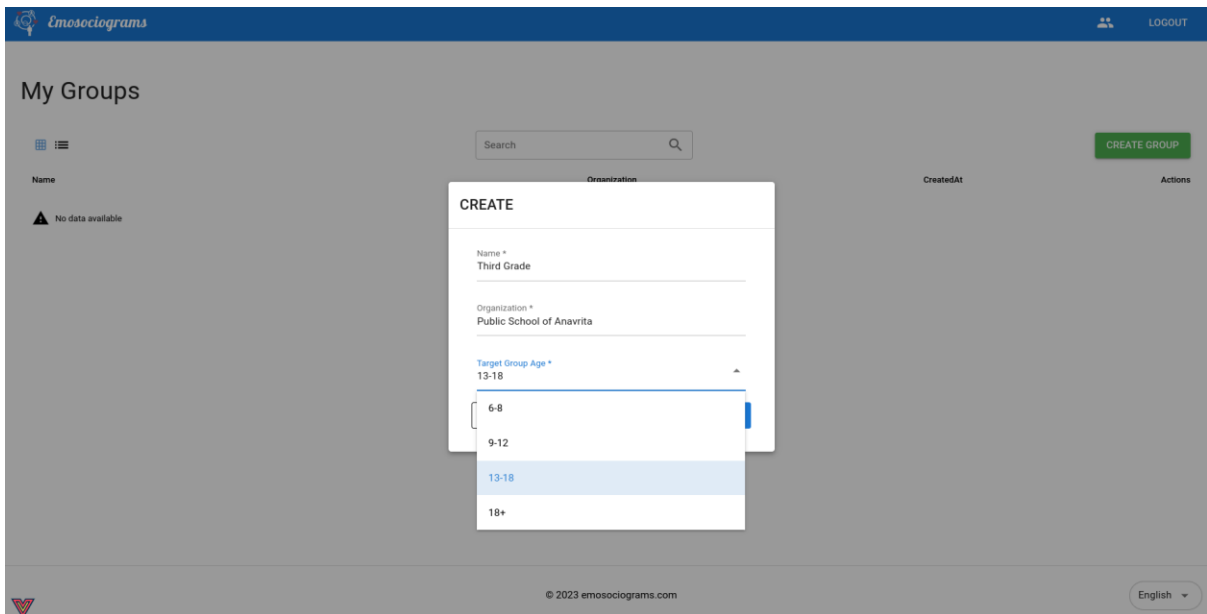 Emosociograms
LOGOUT
My Groups
Search
CREATE GROUP
Name Organization CreatedAt Actions
No data available
CREATE
Name *
Third Grade
Organization *
Public School of Anavrita
Target Group Age *
13-18
6-8
9-12
13-18
18+
© 2023 emosociograms.com
English